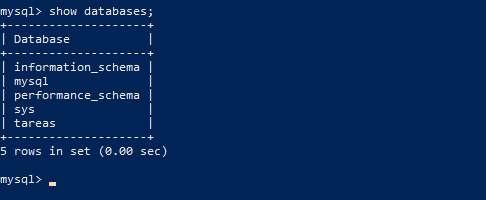 mysql> show databases;
+--------------------+
| Database           |
+--------------------+
| information_schema |
| mysql              |
| performance_schema |
| sys                |
| tareas             |
+--------------------+
5 rows in set (0.00 sec)
mysql>